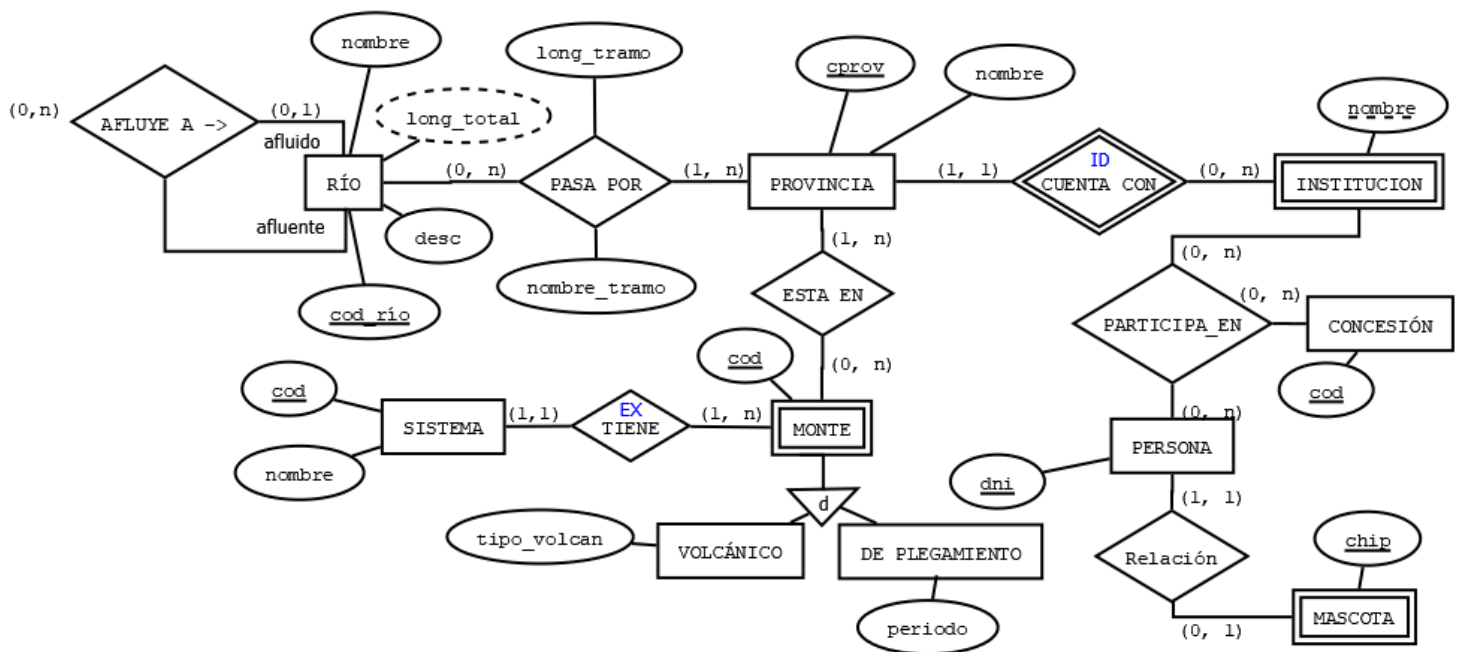 nombre
long_tramo
cprov
nombre
nombre
(0,n)
AFLUYE A ->
(0,1)
afluido
long_total
RÍO
(0, n)
PASA POR
(1, n)
PROVINCIA
(1, 1)
ID
CUENTA CON
(0, n)
INSTITUCION
afluente
desc
nombre_tramo
cod_río
(1, n)
ESTA EN
(0, n)
(0, n)
PARTICIPA_EN
(0, n)
CONCESIÓN
cod
cod
cod
SISTEMA
nombre
(1,1)
EX
TIENE
(1, n)
MONTE
d
tipo_volcan
VOLCÁNICO
DE PLEGAMIENTO
periodo
(0, n)
PERSONA
dni
(1, 1)
Relación
chip
MASCOTA
(0, 1)